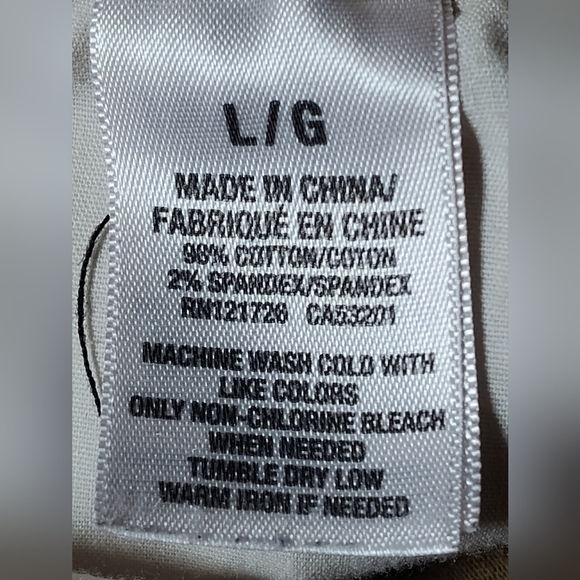 L/G
MADE IN CHINA/
FABRIQUÉ EN CHINE
98% COTTON/COTON
2% SPANDEX/SPANDEX
RN121726 CA53201
MACHINE WASH COLD WITH
LIKE COLORS
ONLY NON-CHLORINE BLEACH
WHEN NEEDED
TUMBLE DRY LOW
WARM IRON IF NEEDED